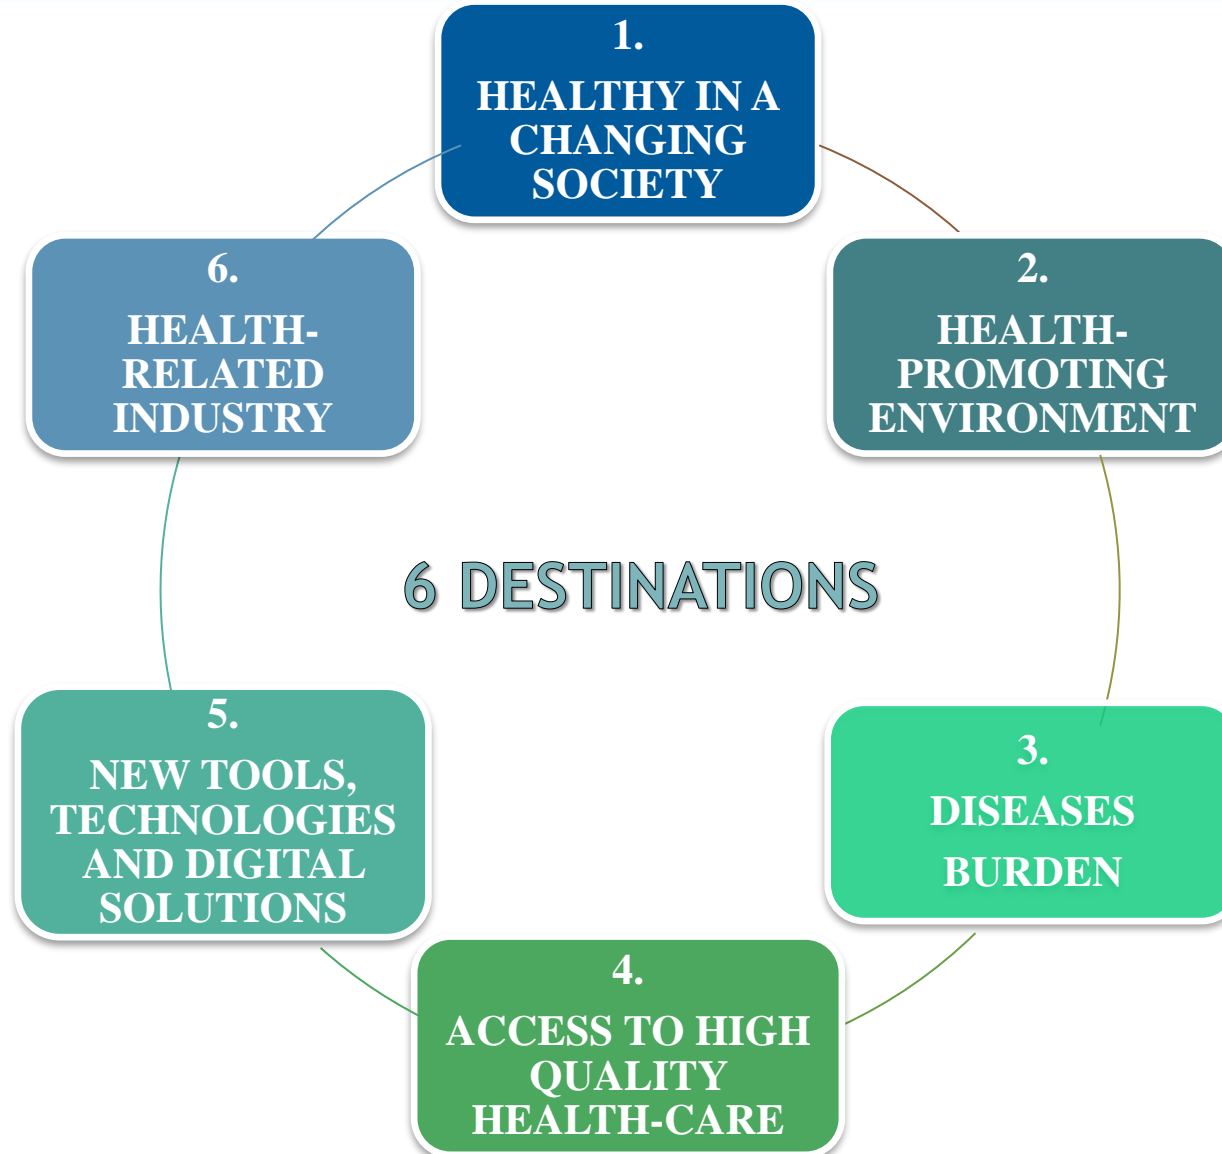 1.
HEALTHY IN A
CHANGING
SOCIETY
2.
HEALTH-
PROMOTING
ENVIRONMENT
3.
DISEASES
BURDEN
4.
ACCESS TO HIGH
QUALITY
HEALTH-CARE
5.
NEW TOOLS,
TECHNOLOGIES
AND DIGITAL
SOLUTIONS
6.
HEALTH-
RELATED
INDUSTRY
6 DESTINATIONS